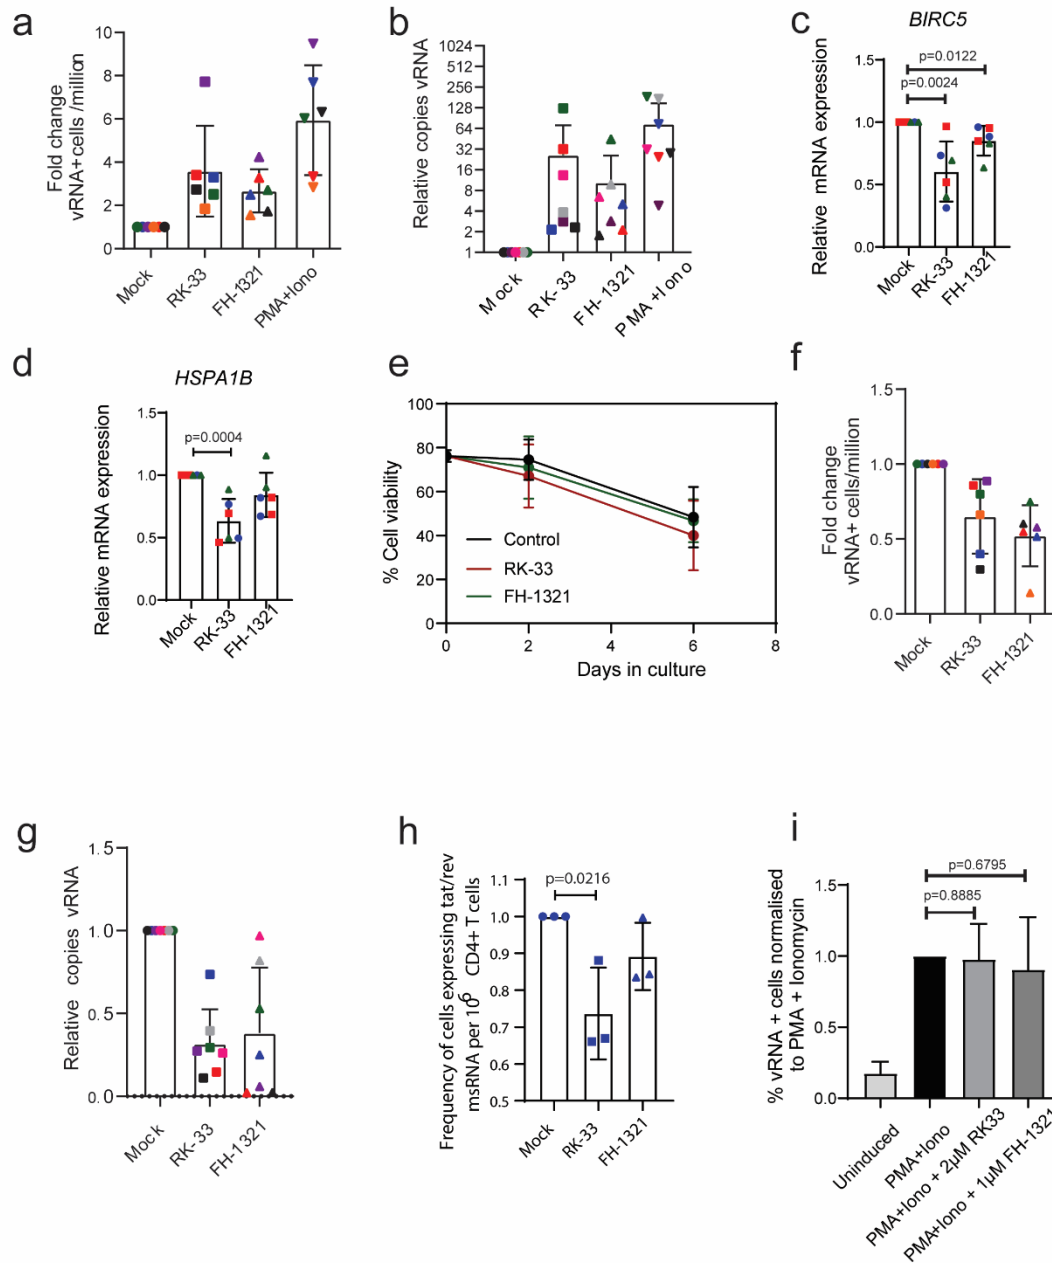 a
Fold change
vRNA+cells /million
10
8
6
4
2
0
Mock
RK-33
FH-1321
PMA+Iono
b
Relative copies vRNA
1024
512
256
128
64
32
16
8
4
2
1
Mock
RK-33
FH-1321
PMA+Iono
c
BIRC5
Relative mRNA expression
1.5
1.0
0.5
0.0
p=0.0122
p=0.0024
Mock
RK-33
FH-1321
d
HSPA1B
Relative mRNA expression
1.5
1.0
0.5
0.0
p=0.0004
Mock
RK-33
FH-1321
e
% Cell viability
100
80
60
40
20
0
Control
RK-33
FH-1321
0
2
4
6
8
Days in culture
f
Fold change
vRNA+ cells/million
1.5
1.0
0.5
0.0
Mock
RK-33
FH-1321
g
Relative copies vRNA
1.5
1.0
0.5
0.0
Mock
RK-33
FH-1321
h
Frequency of cells expressing tat/rev
msRNA per 10⁶ CD4+ T cells
1.1
1.0
0.9
0.8
0.7
0.6
0.5
p=0.0216
Mock
RK-33
FH-1321
i
% vRNA + cells normalised
to PMA + Ionomycin
1.5
1.0
0.5
0.0
p=0.6795
p=0.8885
Uninduced
PMA+Iono
PMA+Iono + 2µM RK33
PMA+Iono + 1µM FH-1321